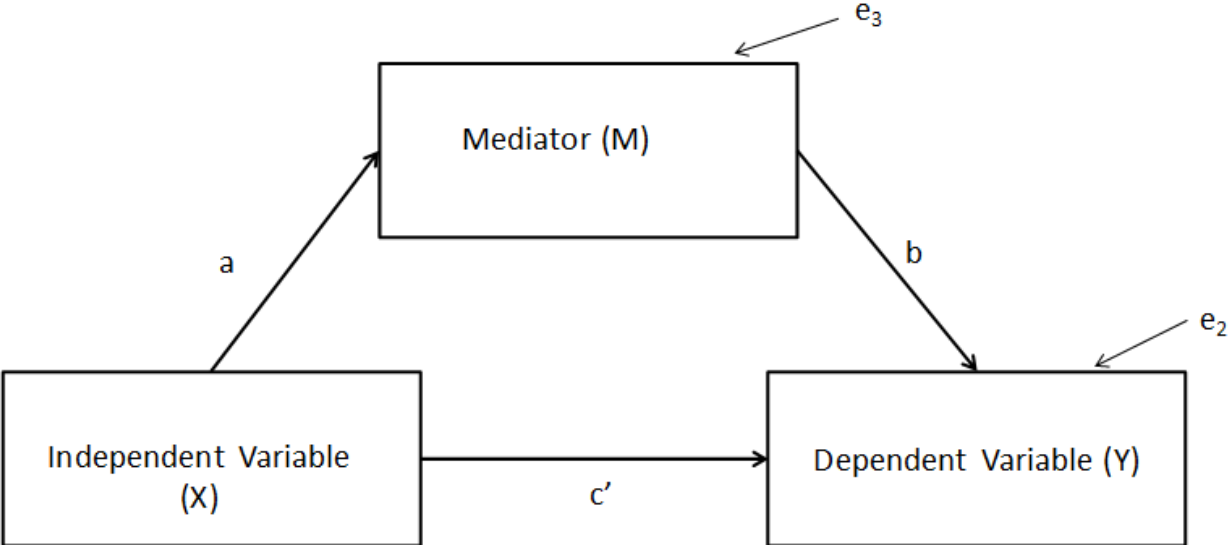 e₃
Mediator (M)
a
b
e₂
Independent Variable
(X)
Dependent Variable (Y)
c’